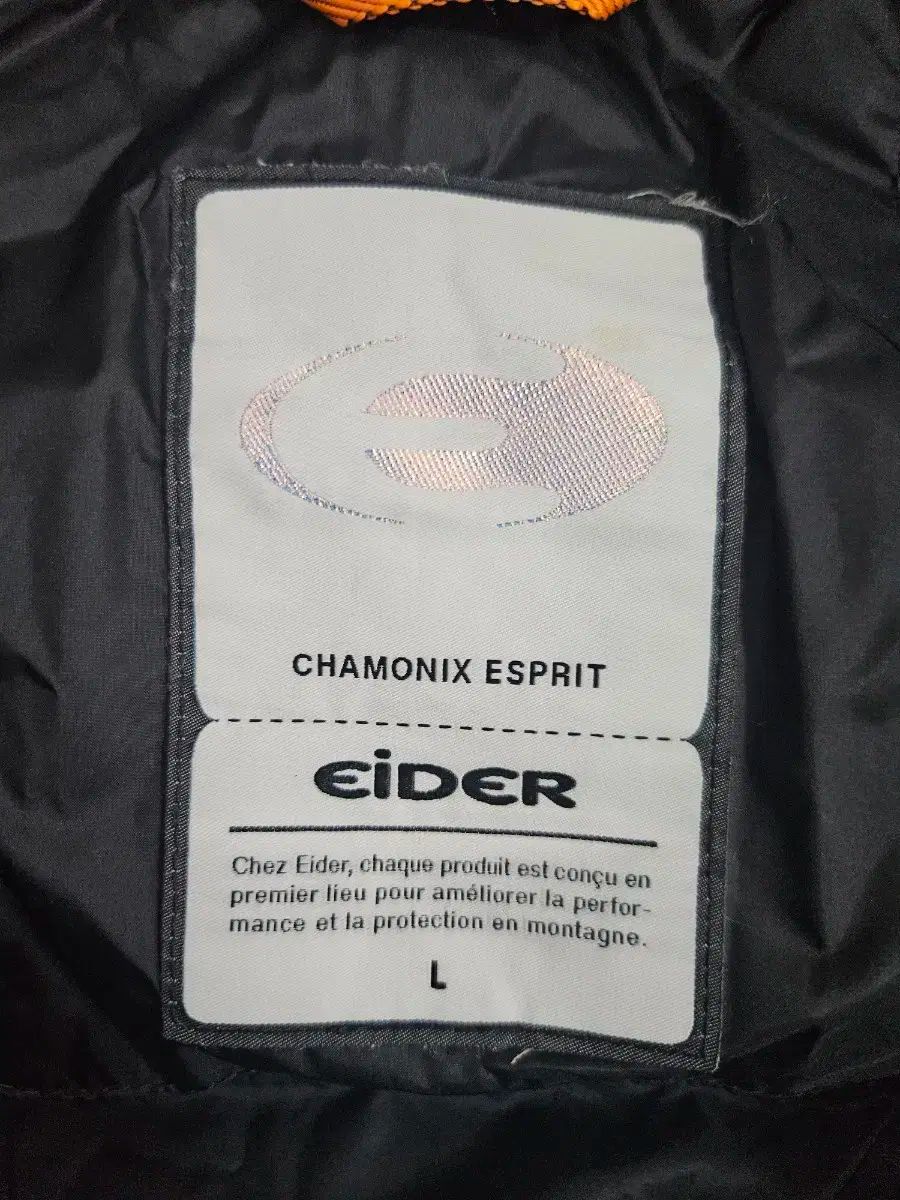 CHAMONIX ESPRIT
EiDER
Chez Eider, chaque produit est conçu en
premier lieu pour améliorer la perfor-
mance et la protection en montagne.
L